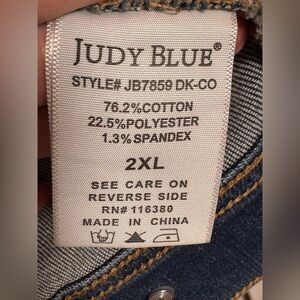 JUDY BLUE®
STYLE# JB7859 DK-CO
76.2%COTTON
22.5%POLYESTER
1.3%SPANDEX
2XL
SEE CARE ON
REVERSE SIDE
RN# 116380
MADE IN CHINA